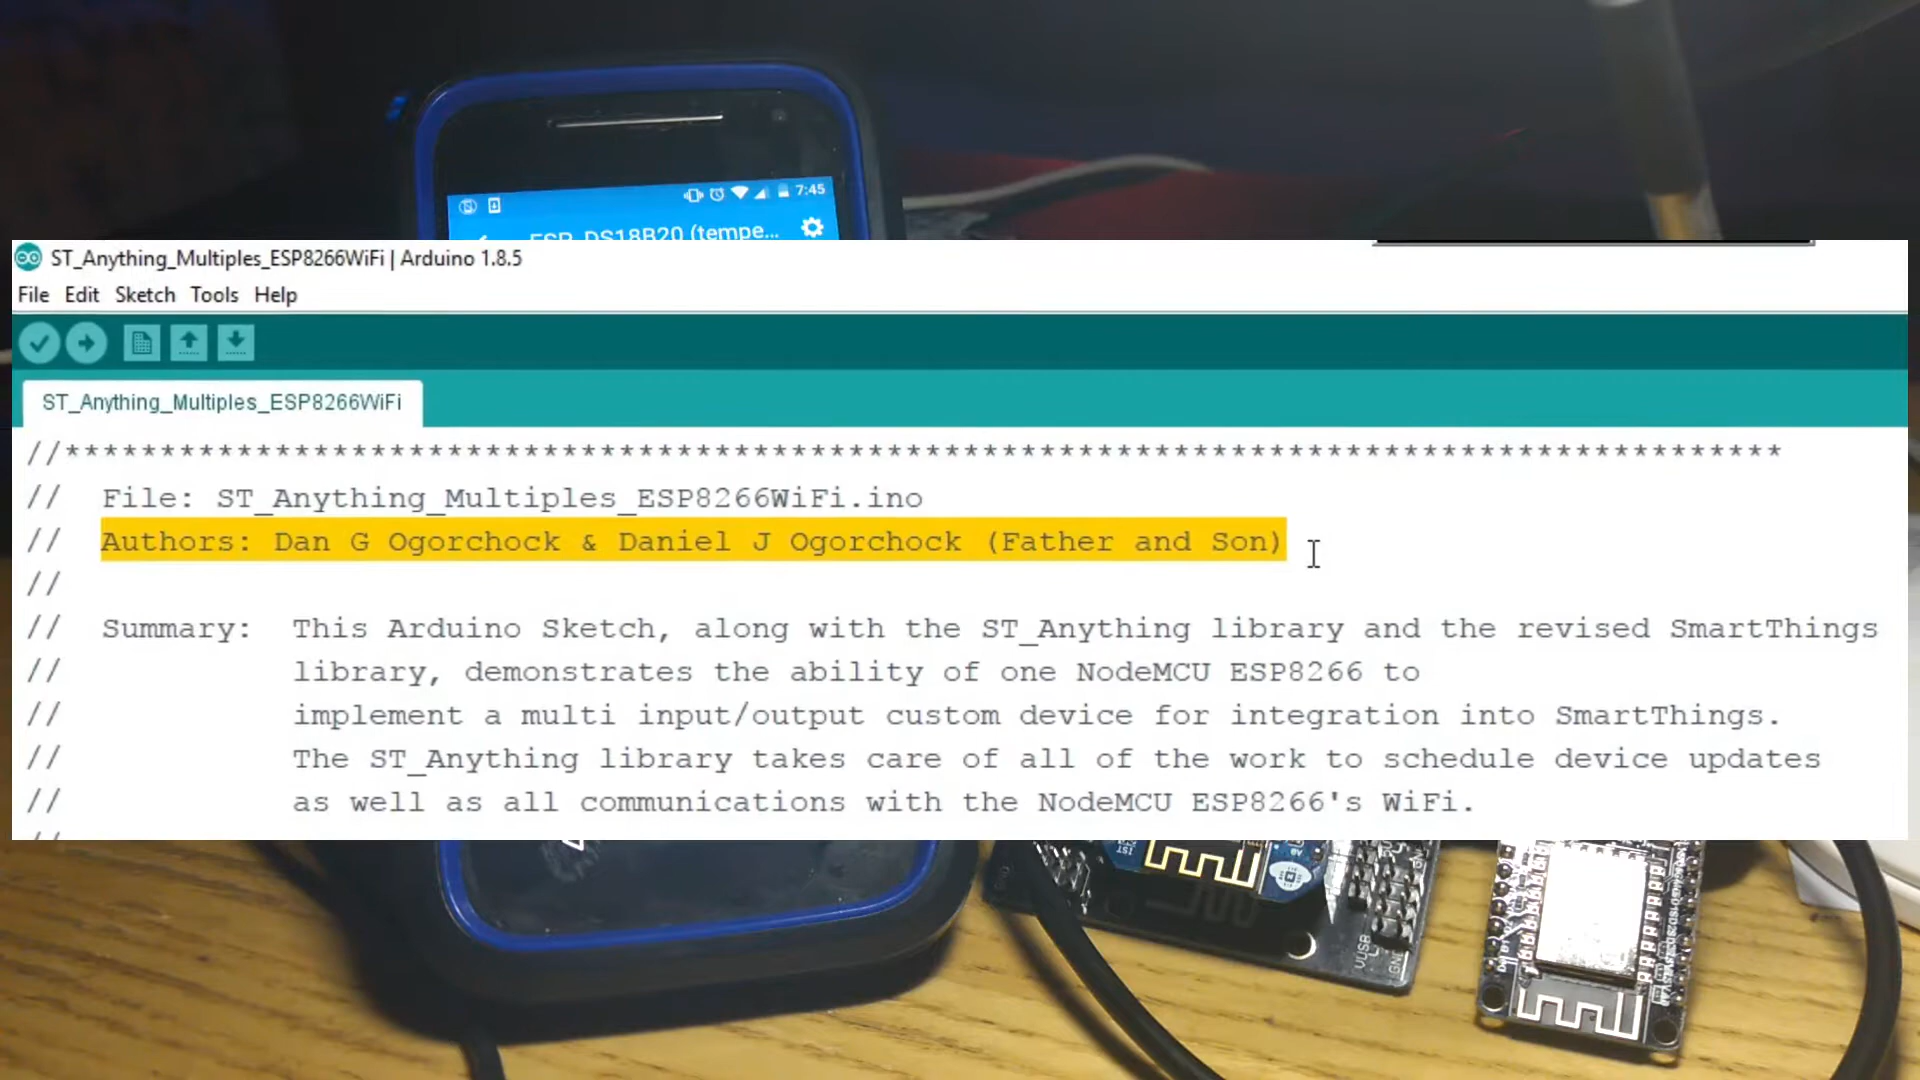 7:45
ESP_DS18B20 (tempe...
ST_Anything_Multiples_ESP8266WiFi | Arduino 1.8.5
File Edit Sketch Tools Help
ST_Anything_Multiples_ESP8266WiFi
//******************************************************************************************
// File: ST_Anything_Multiples_ESP8266WiFi.ino
// Authors: Dan G Ogorchock & Daniel J Ogorchock (Father and Son)
//
// Summary: This Arduino Sketch, along with the ST_Anything library and the revised SmartThings
// library, demonstrates the ability of one NodeMCU ESP8266 to
// implement a multi input/output custom device for integration into SmartThings.
// The ST_Anything library takes care of all of the work to schedule device updates
// as well as all communications with the NodeMCU ESP8266's WiFi.
//
VUSB
GND